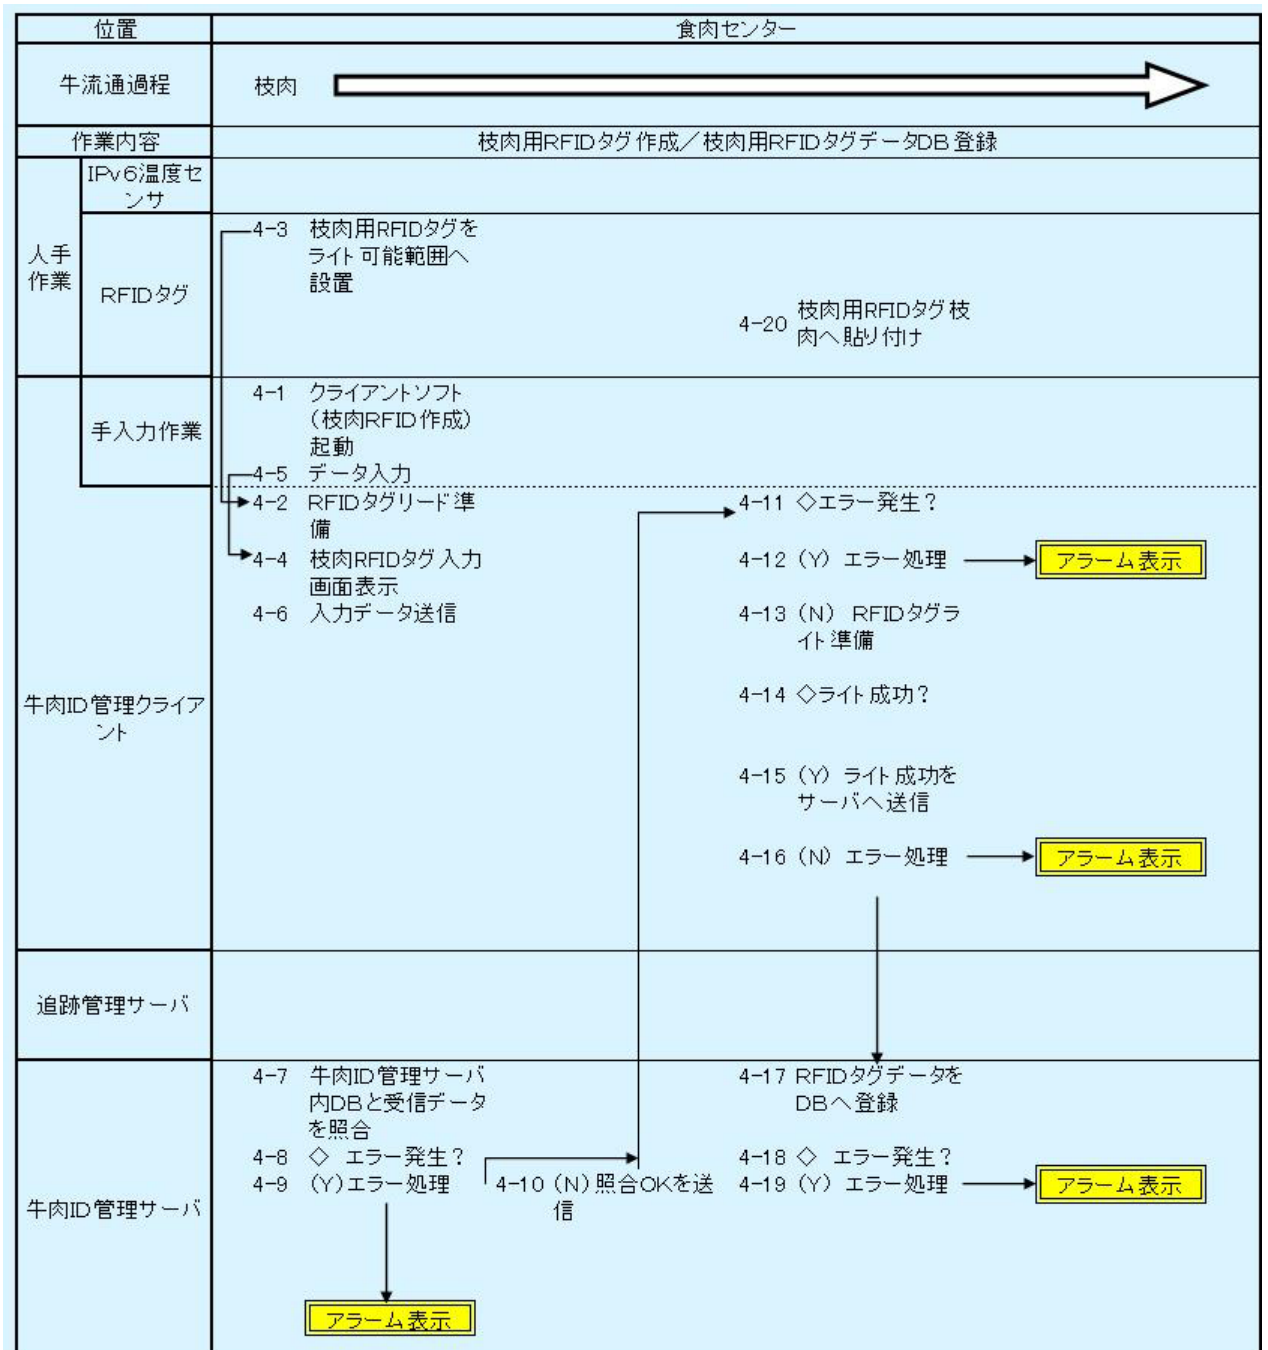 位置
食肉センター
牛流通過程
枝肉
作業内容
枝肉用RFIDタグ作成/枝肉用RFIDタグデータDB登録
人手
作業
IPv6温度セ
ンサ
RFIDタグ
4-3 枝肉用RFIDタグを
ライト可能範囲へ
設置
4-20 枝肉用RFIDタグ枝
肉へ貼り付け
手入力作業
4-1 クライアントソフト
(枝肉RFID作成)
起動
4-5 データ入力
牛肉ID管理クライア
ント
4-2 RFIDタグリード準
備
4-4 枝肉RFIDタグ入力
画面表示
4-6 入力データ送信
4-11 ◇エラー発生?
4-12 (Y) エラー処理
アラーム表示
4-13 (N) RFIDタグラ
イト準備
4-14 ◇ライト成功?
4-15 (Y) ライト成功を
サーバへ送信
4-16 (N) エラー処理
アラーム表示
追跡管理サーバ
牛肉ID管理サーバ
4-7 牛肉ID管理サーバ
内DBと受信データ
を照合
4-8 ◇ エラー発生?
4-9 (Y)エラー処理
アラーム表示
4-10 (N)照合OKを送
信
4-17 RFIDタグデータを
DBへ登録
4-18 ◇ エラー発生?
4-19 (Y) エラー処理
アラーム表示